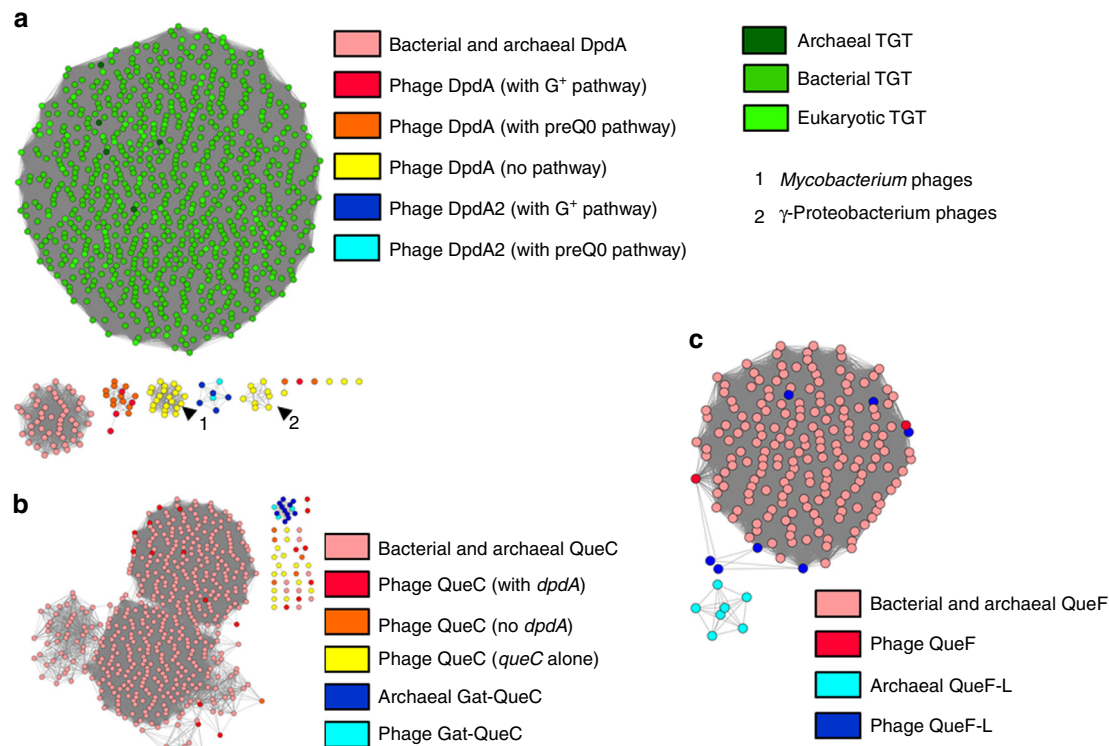 a
Bacterial and archaeal DpdA
Phage DpdA (with G⁺ pathway)
Phage DpdA (with preQ0 pathway)
Phage DpdA (no pathway)
Phage DpdA2 (with G⁺ pathway)
Phage DpdA2 (with preQ0 pathway)
Archaeal TGT
Bacterial TGT
Eukaryotic TGT
1 Mycobacterium phages
2 γ-Proteobacterium phages
1
2
b
Bacterial and archaeal QueC
Phage QueC (with dpdA)
Phage QueC (no dpdA)
Phage QueC (queC alone)
Archaeal Gat-QueC
Phage Gat-QueC
c
Bacterial and archaeal QueF
Phage QueF
Archaeal QueF-L
Phage QueF-L